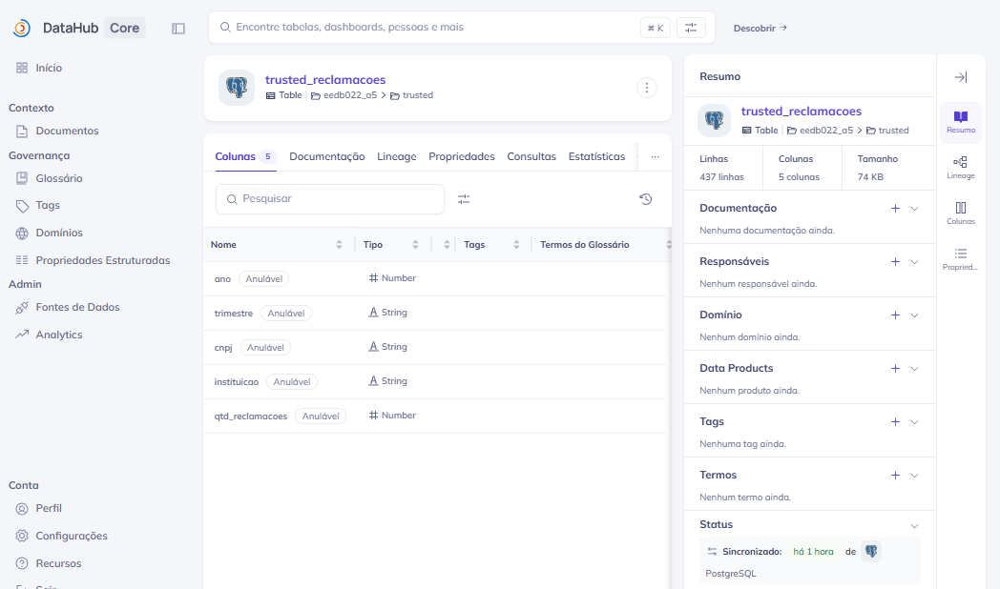 DataHub Core
Encontre tabelas, dashboards, pessoas e mais
⌘ K
Descobrir →
Início
Contexto
Documentos
Governança
Glossário
Tags
Domínios
Propriedades Estruturadas
Admin
Fontes de Dados
Analytics
Conta
Perfil
Configurações
Recursos
Sair
trusted_reclamacoes
Table | eedb022_a5 > trusted
Colunas 5 Documentação Lineage Propriedades Consultas Estatísticas ...
Pesquisar
Nome Tipo Tags Termos do Glossário
ano Anulável Number
trimestre Anulável String
cnpj Anulável String
instituicao Anulável String
qtd_reclamacoes Anulável Number
Resumo
trusted_reclamacoes
Table | eedb022_a5 > trusted
Linhas Colunas Tamanho
437 linhas 5 colunas 74 KB
Documentação
Nenhuma documentação ainda.
Responsáveis
Nenhum responsável ainda.
Domínio
Nenhum domínio ainda.
Data Products
Nenhum produto ainda.
Tags
Nenhuma tag ainda.
Termos
Nenhum termo ainda.
Status
Sincronizado: há 1 hora de
PostgreSQL
Resumo
Lineage
Colunas
Propried...